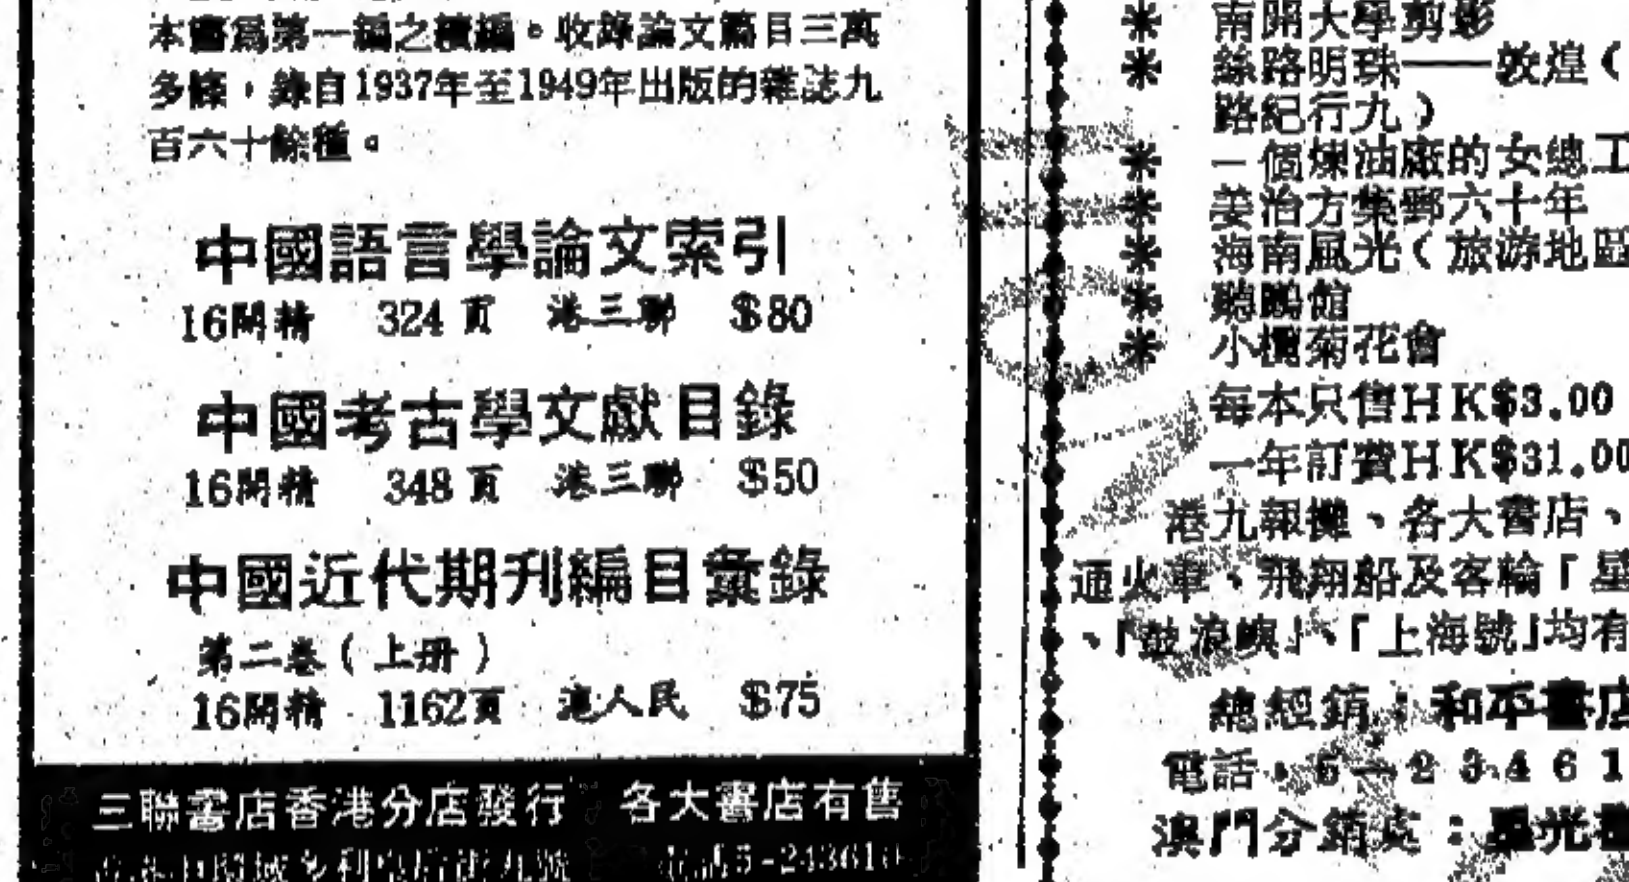 本書爲第一編之續編。收錄論文篇目三萬
多條,錄自1937年至1949年出版的雜誌九
百六十餘種。
中國語言學論文索引
16開精 324頁 港三聯 $80
中國考古學文獻目錄
16開精 348頁 港三聯 $50
中國近代期刊編目彙錄
第二卷(上册)
16開精 1162頁 滬人民 $75
三聯書店香港分店發行 各大書店有售
南開大學剪影
絲路明珠——敦煌(
路紀行九)
一個煉油廠的女總工
姜治方集郵六十年
海南風光(旅游地區
聽鸝館
小欖菊花會
每本只售HK$3.00
一年訂費HK$31.00
港九報攤、各大書店、
通火車、飛翔船及客輪「星
、「鼓浪嶼」、「上海號」均有
總經銷:和平書店
電話:5—23461
澳門分銷處:星光